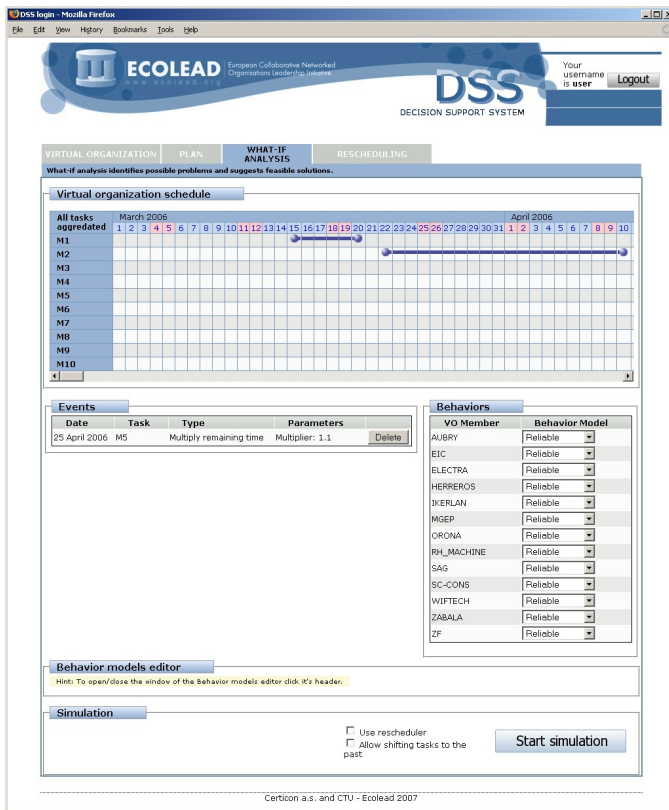 DSS login - Mozilla Firefox
File Edit View History Bookmarks Tools Help
ECOLEAD
www.ecolead.org
European Collaborative Networked
Organisations Leadership Initiative
DSS
DECISION SUPPORT SYSTEM
Your
username
is user
Logout
VIRTUAL ORGANIZATION PLAN WHAT-IF ANALYSIS RESCHEDULING
What-if analysis identifies possible problems and suggests feasible solutions.
Virtual organization schedule
All tasks
aggredated
March 2006 April 2006
1 2 3 4 5 6 7 8 9 10 11 12 13 14 15 16 17 18 19 20 21 22 23 24 25 26 27 28 29 30 31 1 2 3 4 5 6 7 8 9 10
M1
M2
M3
M4
M5
M6
M7
M8
M9
M10
Events
Date Task Type Parameters
25 April 2006 M5 Multiply remaining time Multiplier: 1.1 Delete
Behaviors
VO Member Behavior Model
AUBRY Reliable
EIC Reliable
ELECTRA Reliable
HERREROS Reliable
IKERLAN Reliable
MGEP Reliable
ORONA Reliable
RH_MACHINE Reliable
SAG Reliable
SC-CONS Reliable
WIFTECH Reliable
ZABALA Reliable
ZF Reliable
Behavior models editor
Hint: To open/close the window of the Behavior models editor click it's header.
Simulation
Use rescheduler
Allow shifting tasks to the
past
Start simulation
Certicon a.s. and CTU - Ecolead 2007